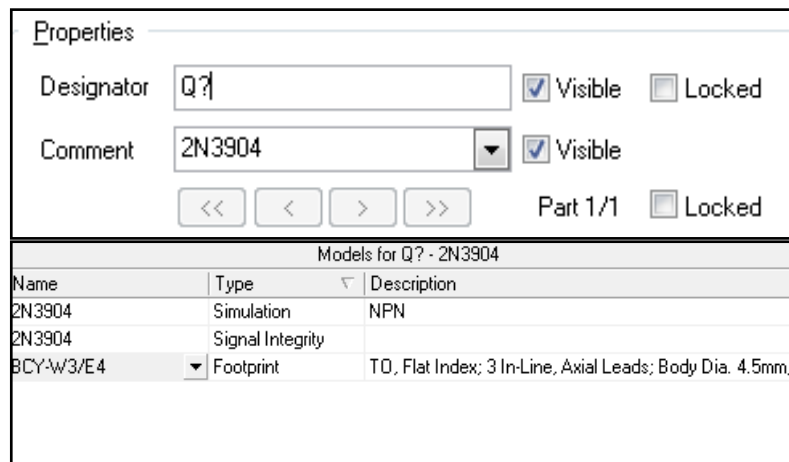 Properties
Designator Q? Visible Locked
Comment 2N3904 Visible
<< < > >> Part 1/1 Locked
Models for Q? - 2N3904
Name Type Description
2N3904 Simulation NPN
2N3904 Signal Integrity
BCY-W3/E4 Footprint TO, Flat Index; 3 In-Line, Axial Leads; Body Dia. 4.5mm,